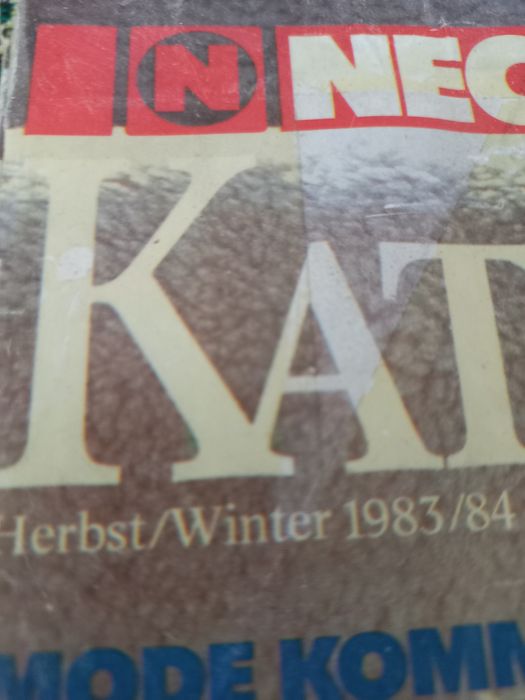 N NEC
KAT
Herbst/Winter 1983/84
MODE KOMM